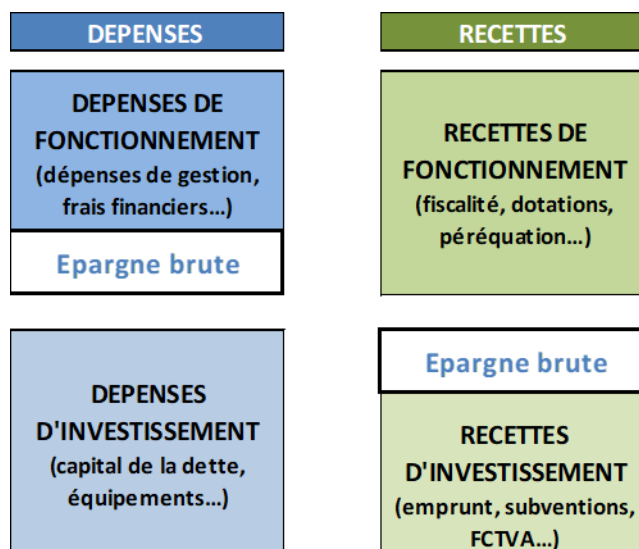 DEPENSES
RECETTES
DEPENSES DE
FONCTIONNEMENT
(dépenses de gestion,
frais financiers...)
Epargne brute
RECETTES DE
FONCTIONNEMENT
(fiscalité, dotations,
péréquation...)
DEPENSES
D'INVESTISSEMENT
(capital de la dette,
équipements...)
Epargne brute
RECETTES
D'INVESTISSEMENT
(emprunt, subventions,
FCTVA...)